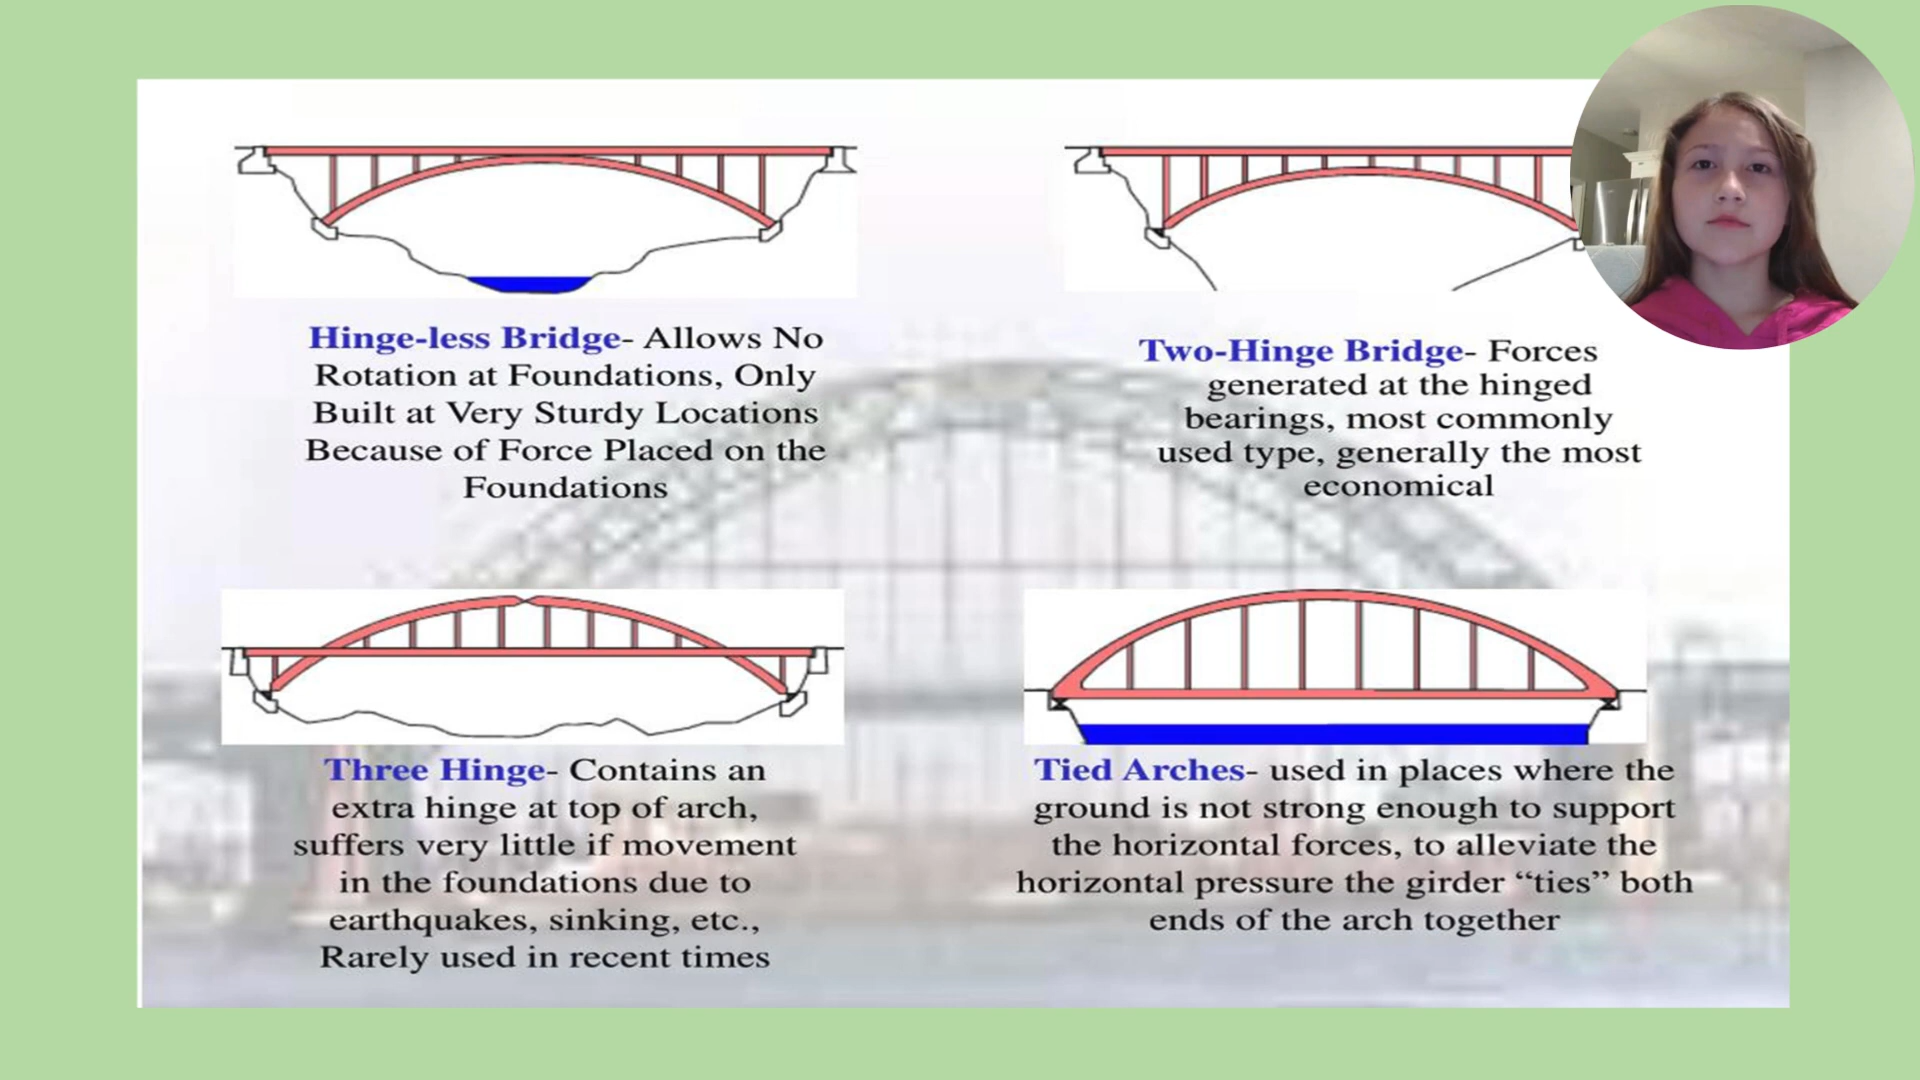 Hinge-less Bridge- Allows No
Rotation at Foundations, Only
Built at Very Sturdy Locations
Because of Force Placed on the
Foundations
Two-Hinge Bridge- Forces
generated at the hinged
bearings, most commonly
used type, generally the most
economical
Three Hinge- Contains an
extra hinge at top of arch,
suffers very little if movement
in the foundations due to
earthquakes, sinking, etc.,
Rarely used in recent times
Tied Arches- used in places where the
ground is not strong enough to support
the horizontal forces, to alleviate the
horizontal pressure the girder “ties” both
ends of the arch together